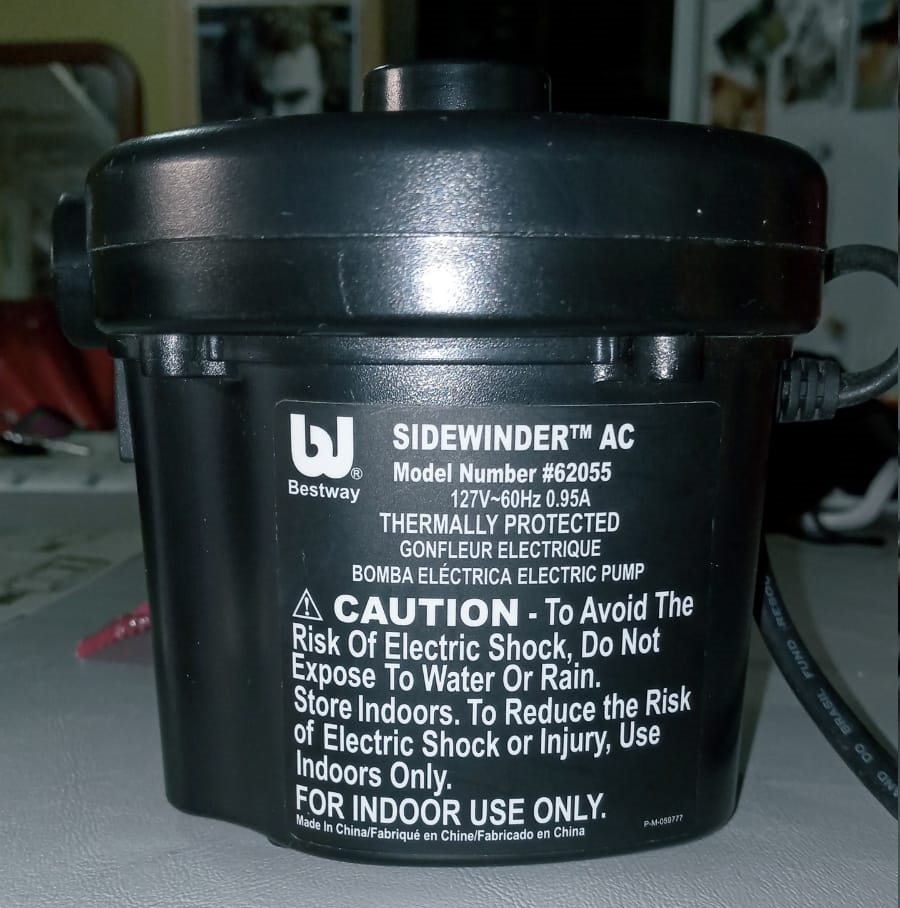 Bestway
®
SIDEWINDER™ AC
Model Number #62055
127V~60Hz 0.95A
THERMALLY PROTECTED
GONFLEUR ELECTRIQUE
BOMBA ELÉCTRICA ELECTRIC PUMP
CAUTION - To Avoid The
Risk Of Electric Shock, Do Not
Expose To Water Or Rain.
Store Indoors. To Reduce the Risk
of Electric Shock or Injury, Use
Indoors Only.
FOR INDOOR USE ONLY.
Made In China/Fabriqué en Chine/Fabricado en China
P-M-059777
DO BRASIL